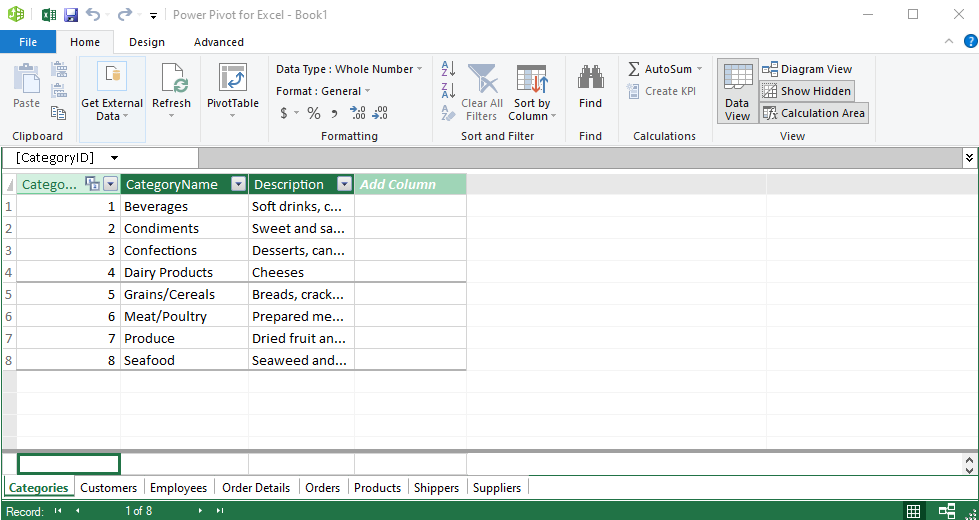 Power Pivot for Excel - Book1
File Home Design Advanced
Paste
Clipboard
Get External Data
Refresh
PivotTable
Data Type : Whole Number
Format : General
$ % , .00 .00
Formatting
Clear All Filters
Sort by Column
Sort and Filter
Find
Find
AutoSum
Create KPI
Calculations
Data View
Diagram View
Show Hidden
Calculation Area
View
[CategoryID]
Catego... CategoryName Description Add Column
1 1 Beverages Soft drinks, c...
2 2 Condiments Sweet and sa...
3 3 Confections Desserts, can...
4 4 Dairy Products Cheeses
5 5 Grains/Cereals Breads, crack...
6 6 Meat/Poultry Prepared me...
7 7 Produce Dried fruit an...
8 8 Seafood Seaweed and...
Categories Customers Employees Order Details Orders Products Shippers Suppliers
Record: 1 of 8